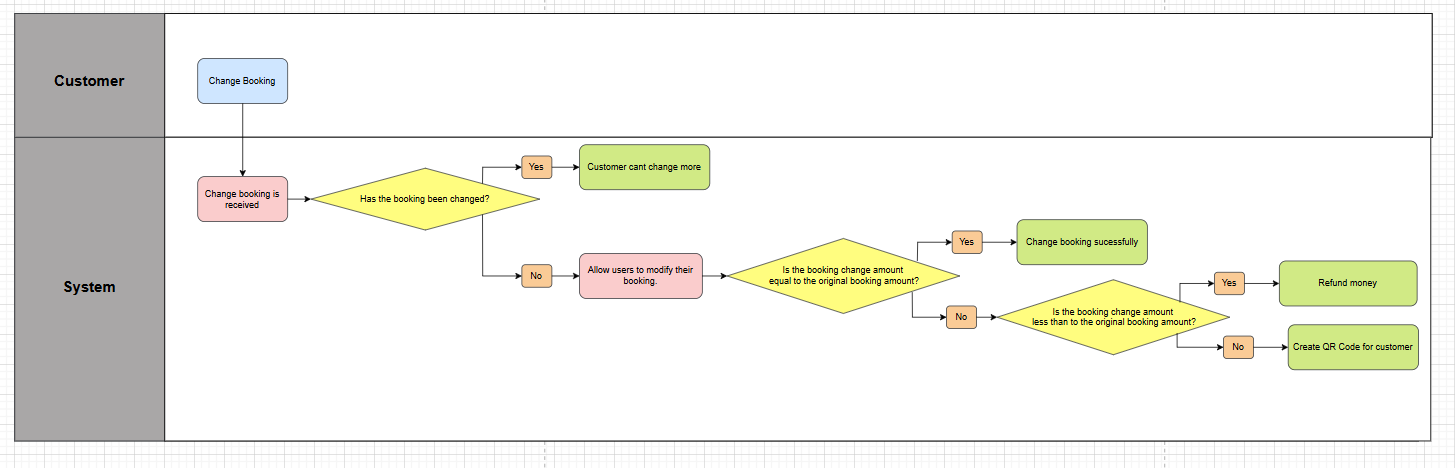 Customer
Change Booking
System
Change booking is
received
Has the booking been changed?
Yes
Customer cant change more
No
Allow users to modify their
booking.
Is the booking change amount
equal to the original booking amount?
Yes
Change booking sucessfully
No
Is the booking change amount
less than to the original booking amount?
Yes
Refund money
No
Create QR Code for customer